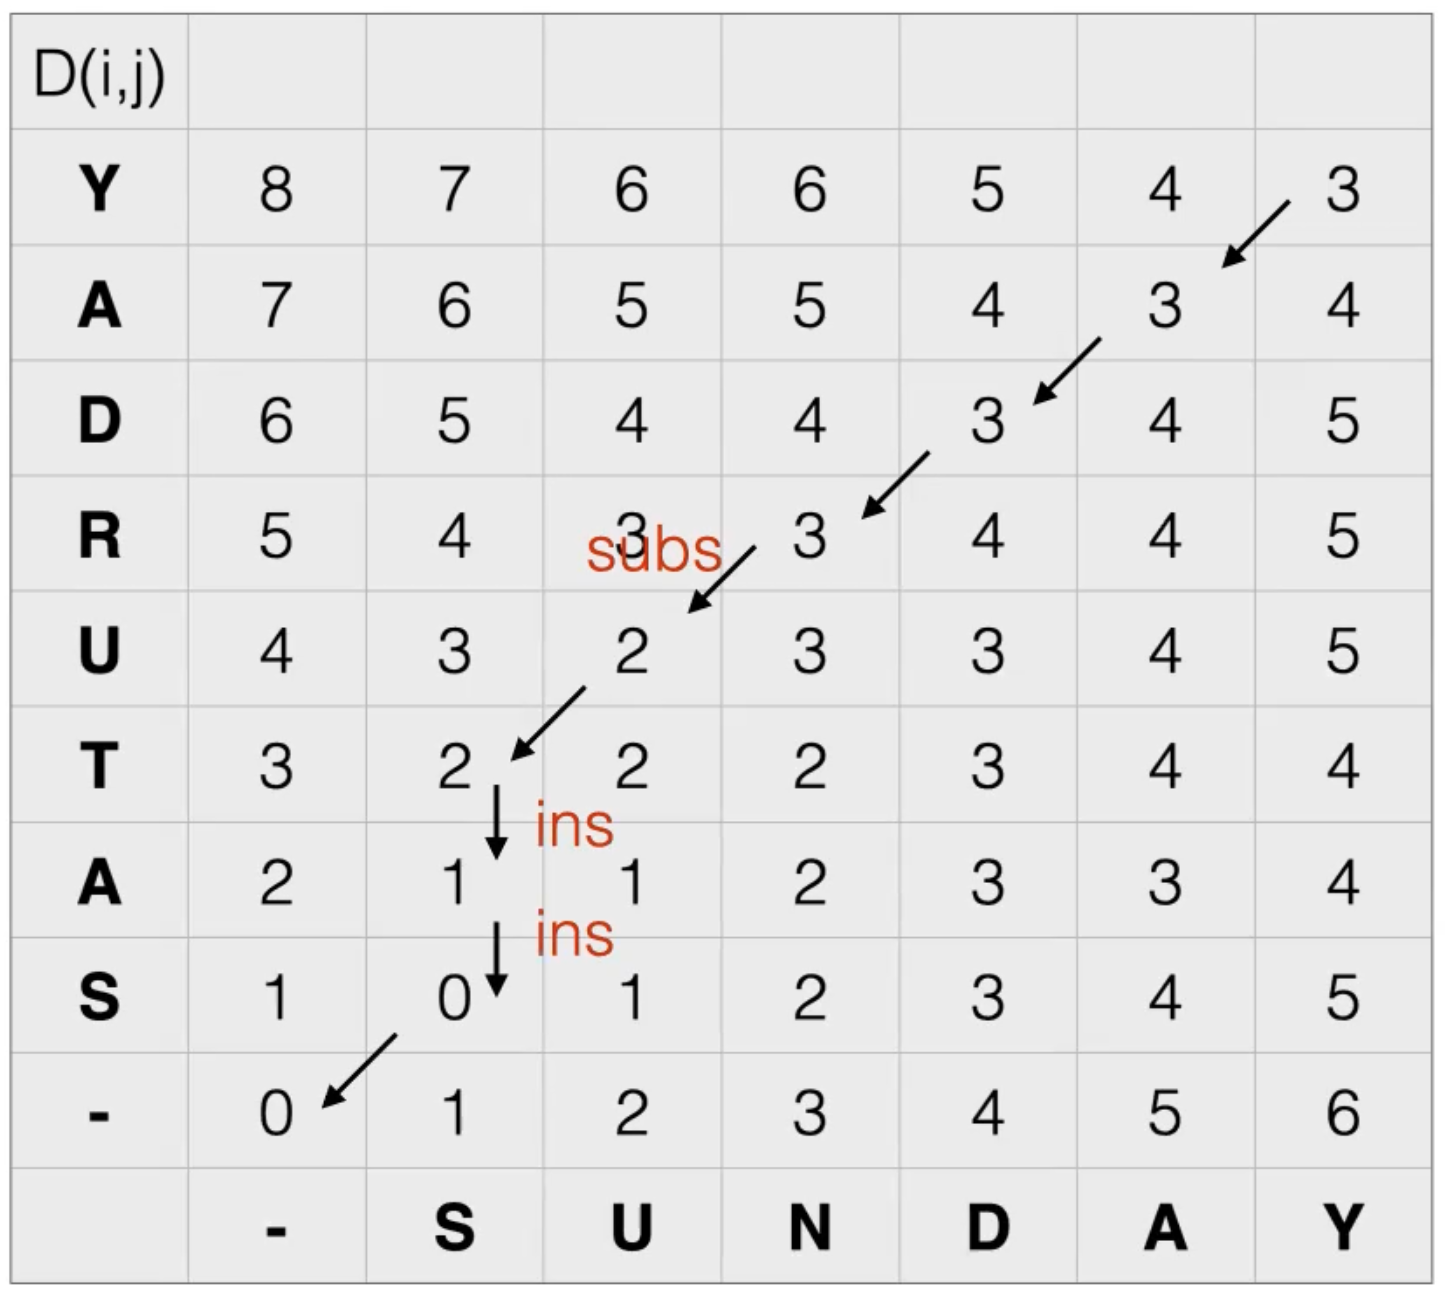 D(i,j)
Y 8 7 6 6 5 4 3
A 7 6 5 5 4 3 4
D 6 5 4 4 3 4 5
R 5 4 3 3 4 4 5
subs
U 4 3 2 3 3 4 5
T 3 2 2 2 3 4 4
ins
A 2 1 1 2 3 3 4
ins
S 1 0 1 2 3 4 5
- 0 1 2 3 4 5 6
- S U N D A Y